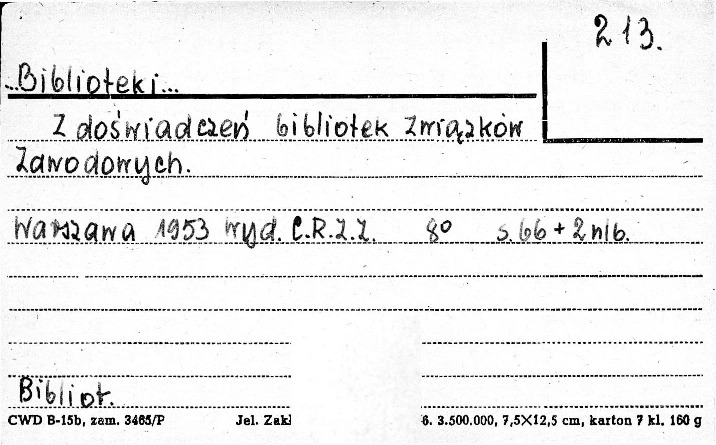 213.
...Biblioteki...
Z doświadczeń bibliotek związków
zawodowych.
Warszawa 1953 wyd. C.R.Z.Z. 8º s. 66 + 2 nlb.
Bibliot.
CWD B-15b, zam. 3465/P Jel. Zakł 6. 3.500.000, 7,5×12,5 cm, karton 7 kl. 160 g